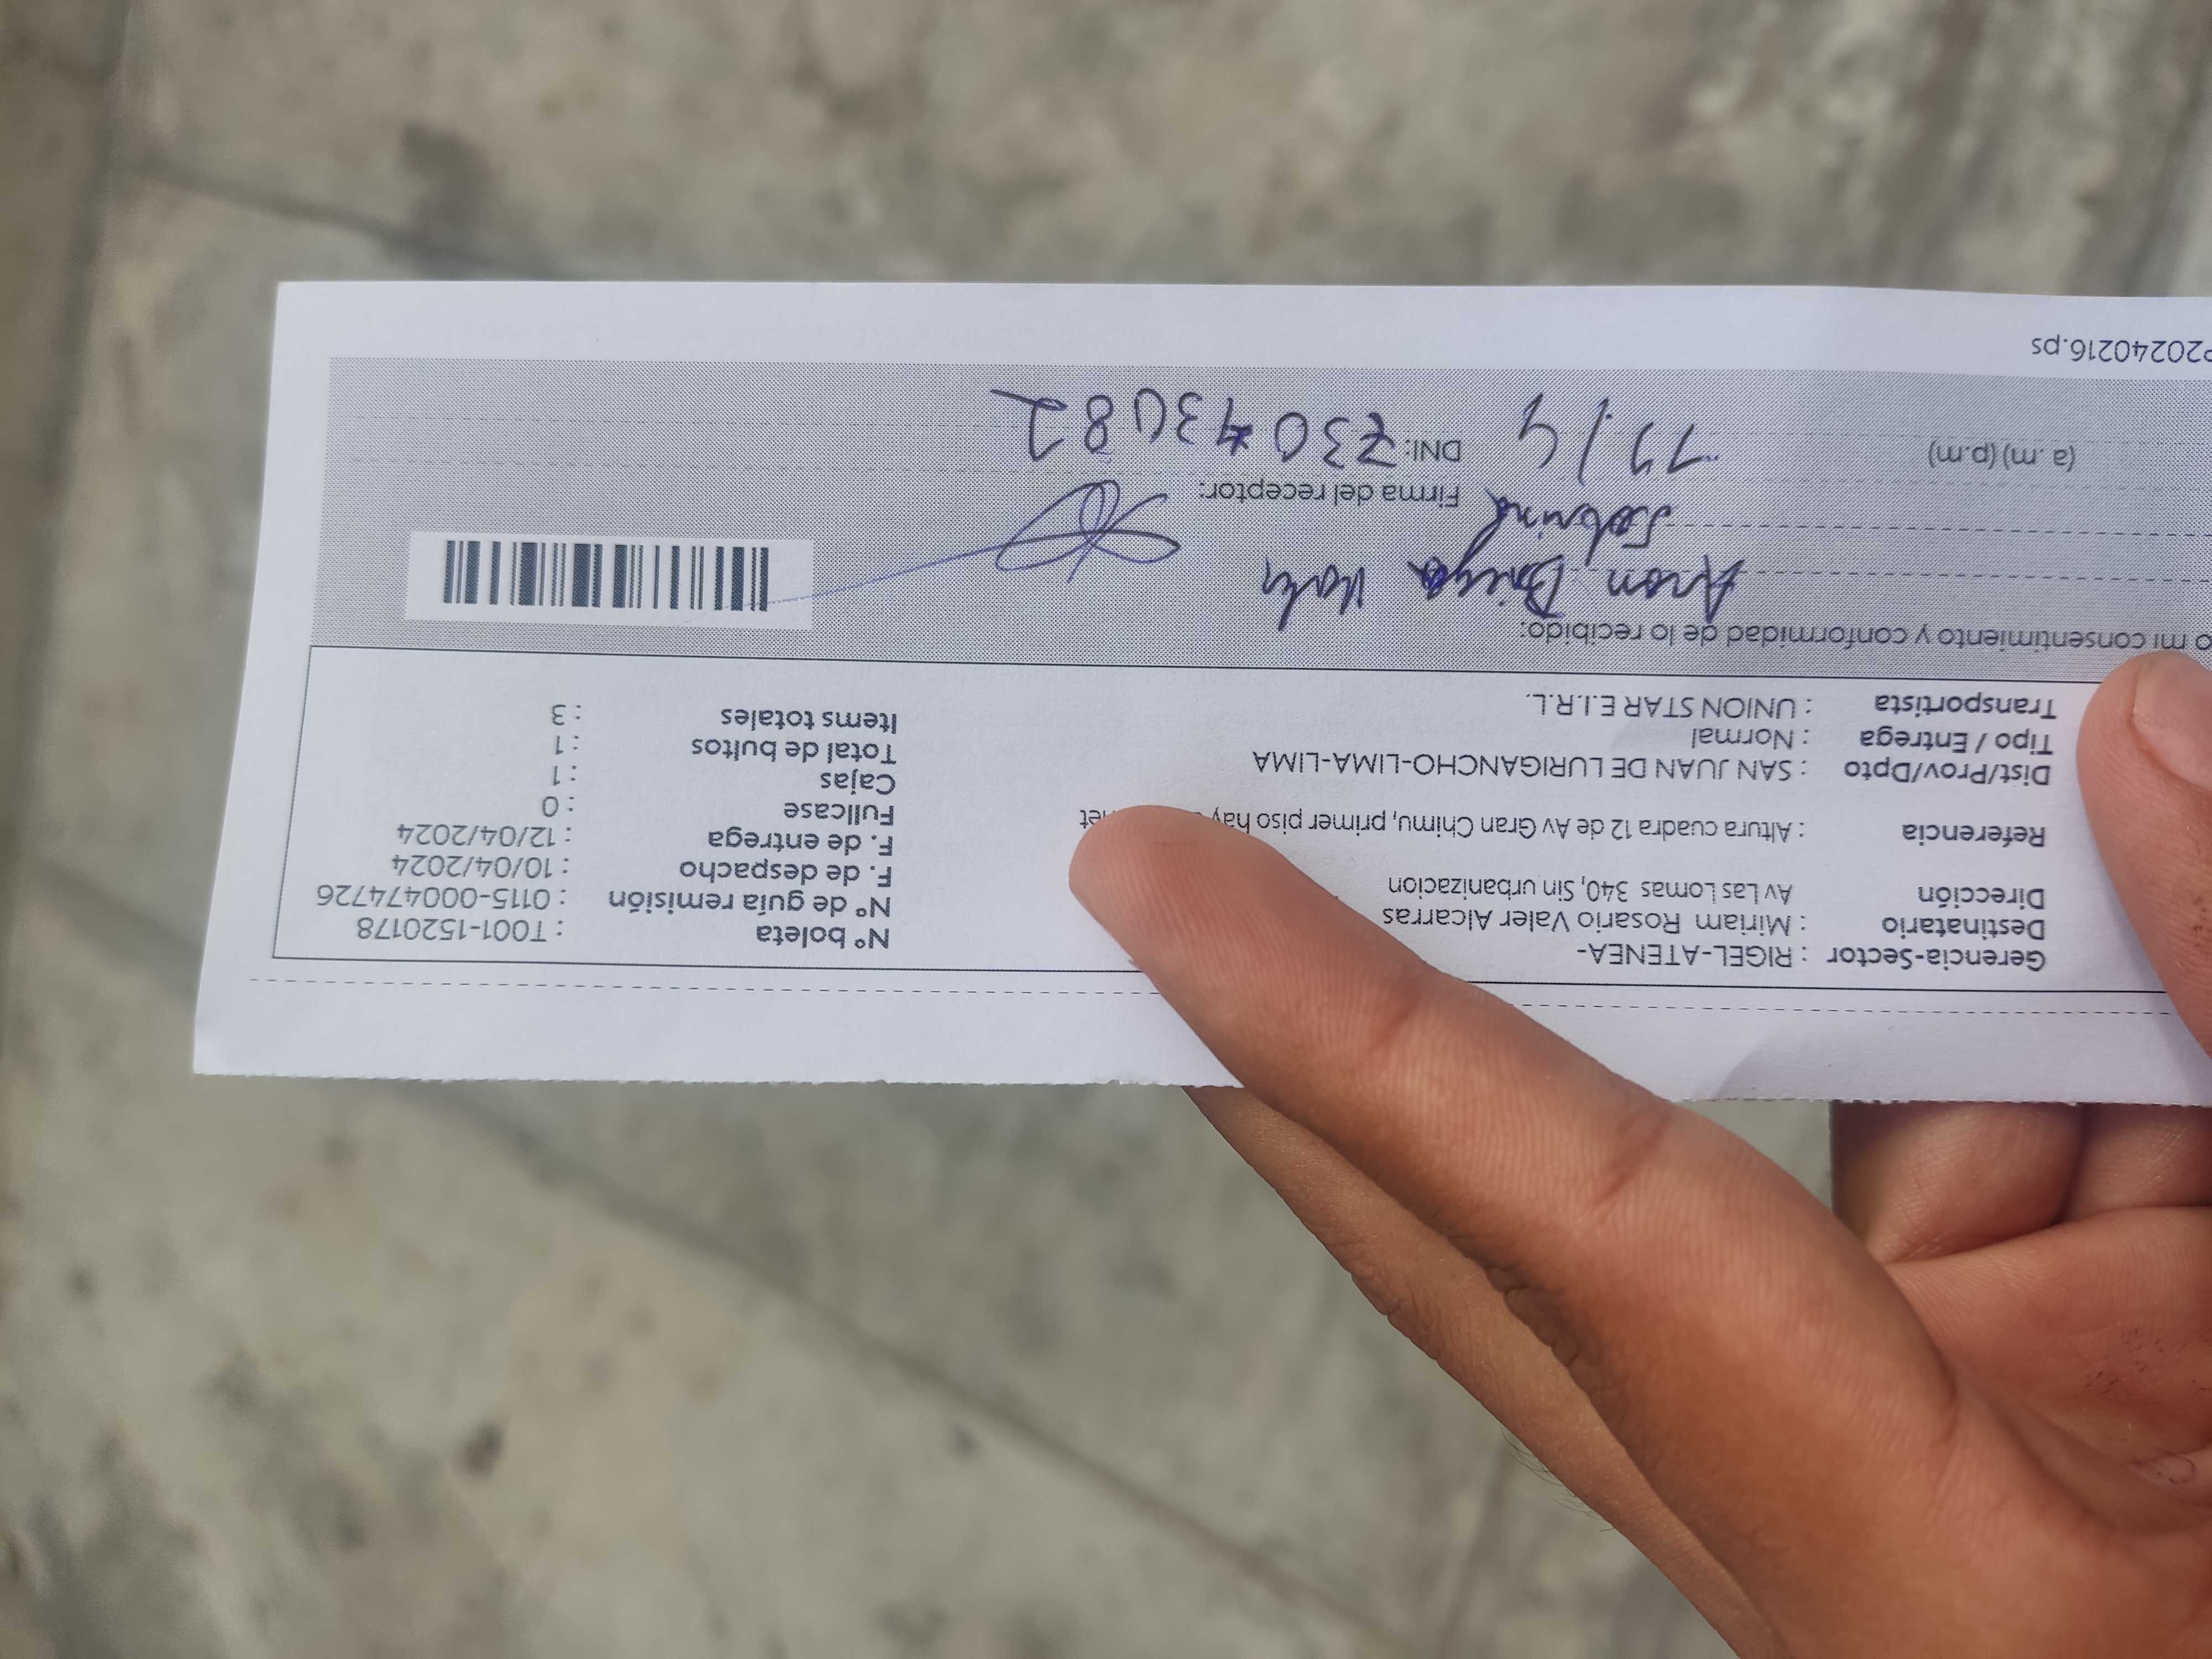 Gerencia-Sector : RIGEL-ATENEA-
Destinatario : Miriam Rosario Valer Alcarras
Dirección Av Las Lomas 340, Sin urbanizacion
Referencia : Altura cuadra 12 de Av Gran Chimu, primer piso hay
Dist/Prov/Dpto : SAN JUAN DE LURIGANCHO-LIMA-LIMA
Tipo / Entrega : Normal
Transportista : UNION STAR E.I.R.L.
N° boleta : T001-1520178
N° de guía remisión : 0115-000474726
F. de despacho : 10/04/2024
F. de entrega : 12/04/2024
Fullcase : 0
Cajas : 1
Total de bultos : 1
Items totales : 3
mi consentimiento y conformidad de lo recibido:
Aron
Sobrino
Firma del receptor:
(a .m) (p.m)
DNI:
20240216.ps